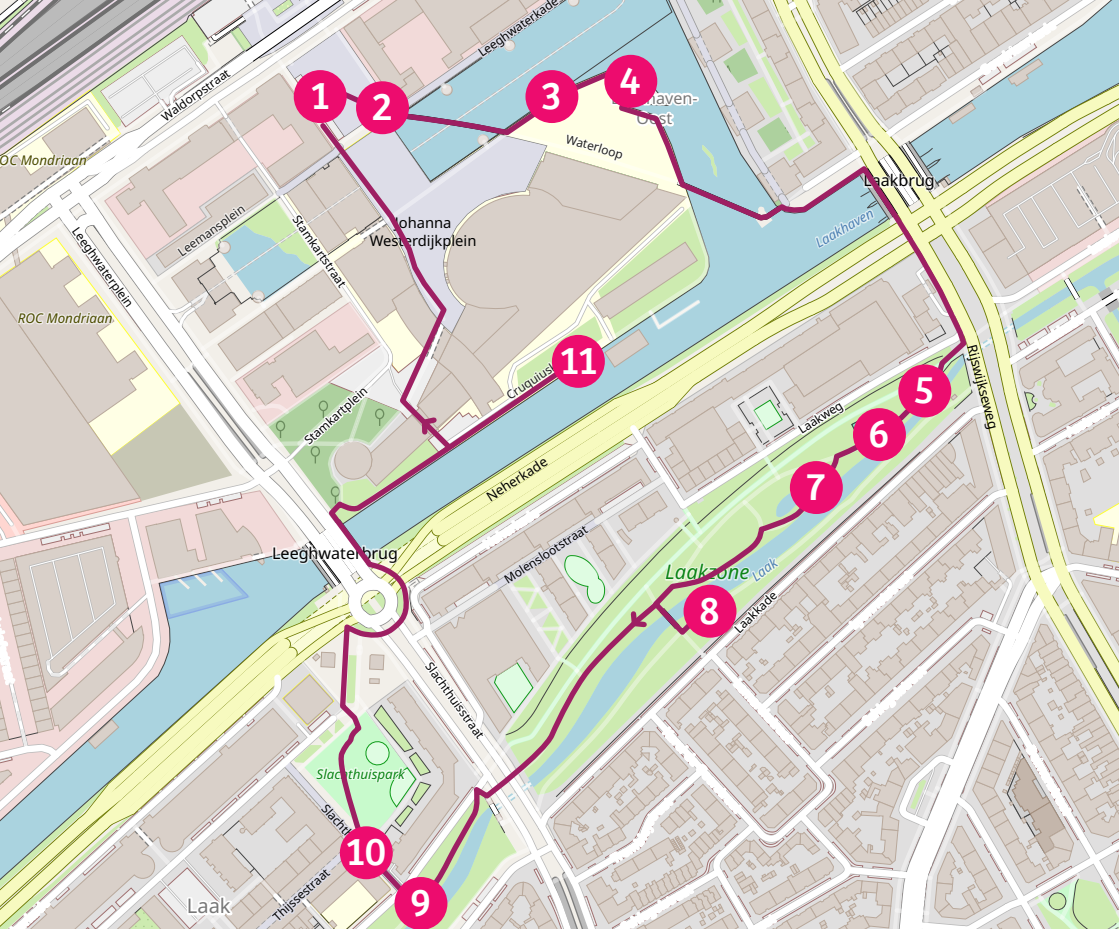 Leeghwaterkade
Waldorpstraat
1
2
3
4
Oost
Waterloop
ROC Mondriaan
Laakbrug
Leemansplein
Stamkartstraat
Johanna
Westerdijkplein
Laakhaven
Leeghwaterplein
ROC Mondriaan
11
Rijswijkseweg
5
Stamkartplein
Laakweg
6
Neherkade
7
Leeghwaterbrug
Molenslootstraat
Laakzone
Laak
8
Laakkade
Slachthuisstraat
Slachthuispark
10
Thijssestraat
9
Laak